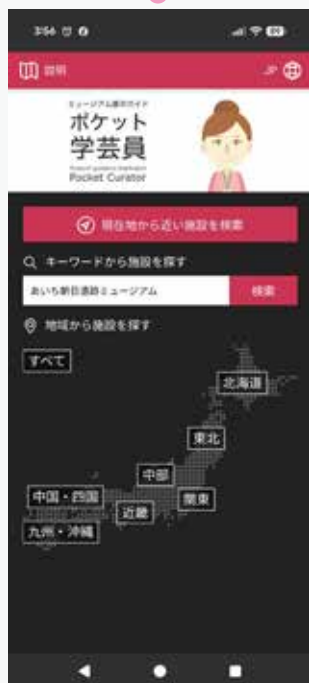 3:56
89
説明
JP
ミュージアム展示ガイド
ポケット
学芸員
Pocket Curator
現在地から近い施設を検索
キーワードから施設を探す
あいち朝日遺跡ミュージアム
検索
地域から施設を探す
すべて
北海道
東北
中部
中国・四国
関東
近畿
九州・沖縄